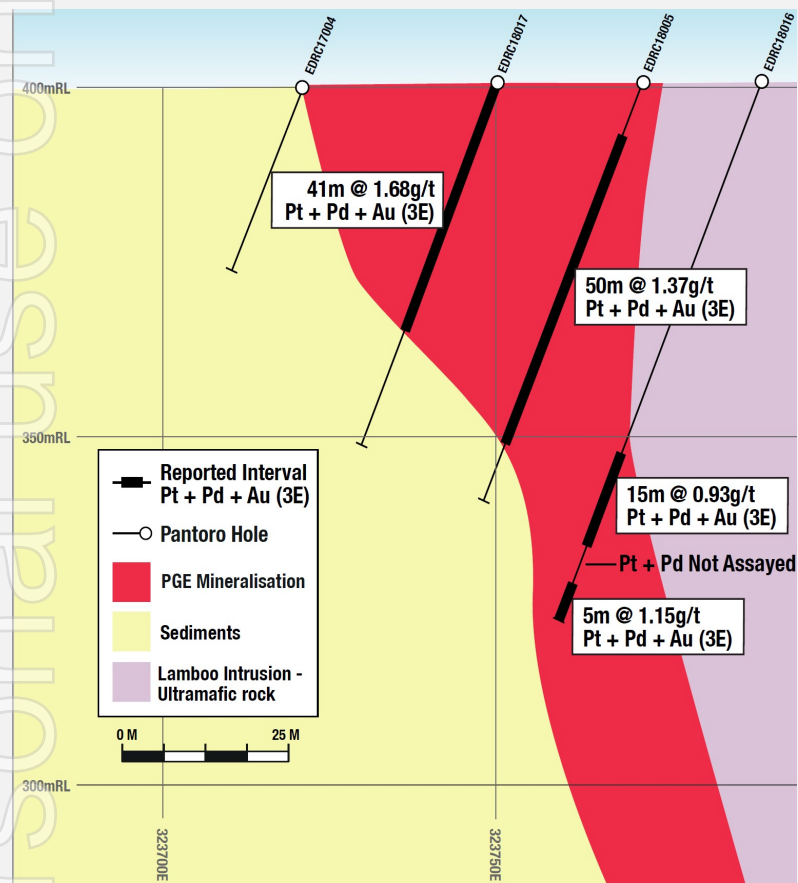 EDRC17004
EDRC18017
EDRC18005
EDRC18016
400mRL
41m @ 1.68g/t
Pt + Pd + Au (3E)
50m @ 1.37g/t
Pt + Pd + Au (3E)
350mRL
Reported Interval
Pt + Pd + Au (3E)
Pantoro Hole
PGE Mineralisation
Sediments
Lamboo Intrusion -
Ultramafic rock
15m @ 0.93g/t
Pt + Pd + Au (3E)
Pt + Pd Not Assayed
5m @ 1.15g/t
Pt + Pd + Au (3E)
0 M
25 M
300mRL
323700E
323750E
sonal use on